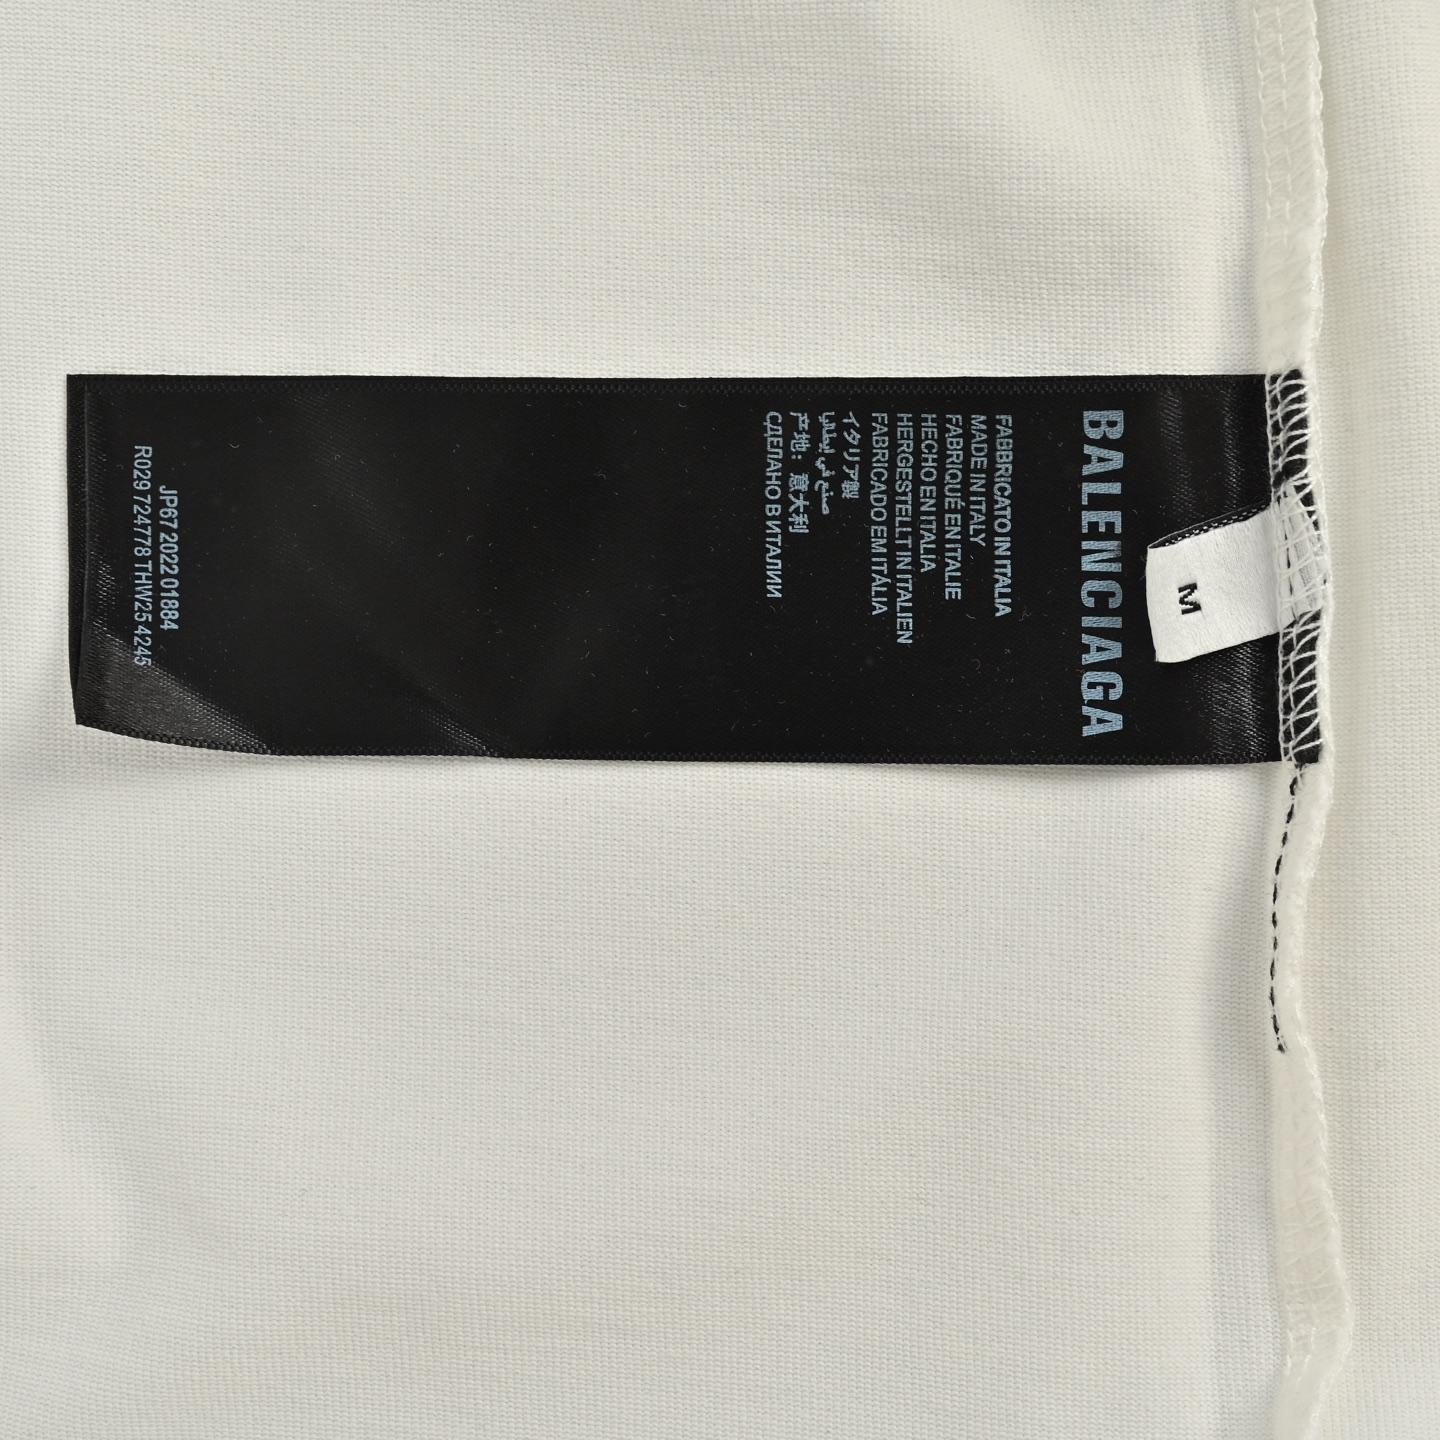 M
BALENCIAGA
FABBRICATO IN ITALIA
MADE IN ITALY
FABRIQUÉ EN ITALIE
HECHO EN ITALIA
HERGESTELLT IN ITALIEN
FABRICADO EM ITÁLIA
イタリア製
صنع في إيطاليا
产地：意大利
СДЕЛАНО В ИТАЛИИ
JP67 2022 01884
R029 724778 THW25 4245